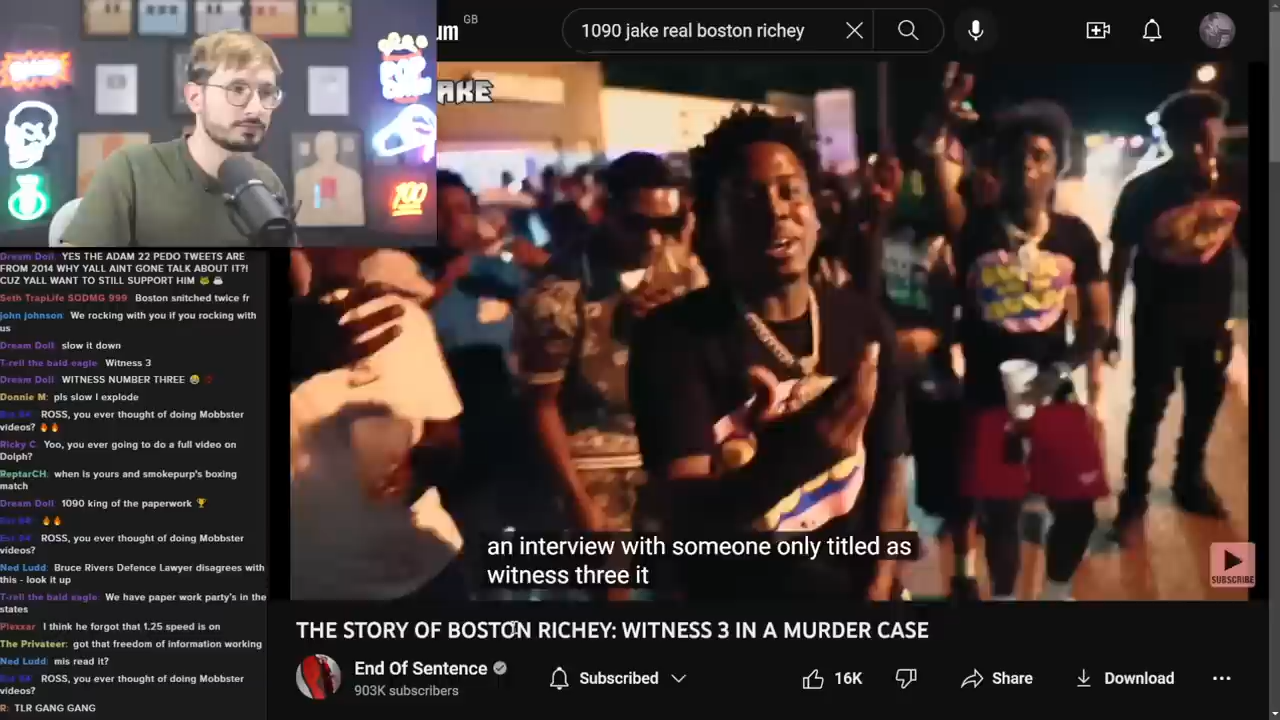 um
GB
1090 jake real boston richey
POP
CORN
100
AKE
Dream Doll: YES THE ADAM 22 PEDO TWEETS ARE
FROM 2014 WHY YALL AINT GONE TALK ABOUT IT?!
CUZ YALL WANT TO STILL SUPPORT HIM
Seth TrapLife SODMG 999 Boston snitched twice fr
john johnson: We rocking with you if you rocking with
us
Dream Doll: slow it down
T-rell the bald eagle: Witness 3
Dream Doll: WITNESS NUMBER THREE
Donnie M: pls slow I explode
ROSS, you ever thought of doing Mobbster
videos?
Ricky C: Yoo, you ever going to do a full video on
Dolph?
ReptarCH: when is yours and smokepurp's boxing
match
Dream Doll: 1090 king of the paperwork
ROSS, you ever thought of doing Mobbster
videos?
Ned Ludd: Bruce Rivers Defence Lawyer disagrees with
this - look it up
T-rell the bald eagle: We have paper work party's in the
states
Plexxar I think he forgot that 1.25 speed is on
The Privateer: got that freedom of information working
Ned Ludd: mis read it?
ROSS, you ever thought of doing Mobbster
videos?
R: TLR GANG GANG
an interview with someone only titled as
witness three it
SUBSCRIBE
THE STORY OF BOSTON RICHEY: WITNESS 3 IN A MURDER CASE
End Of Sentence
903K subscribers
Subscribed
16K
Share
Download